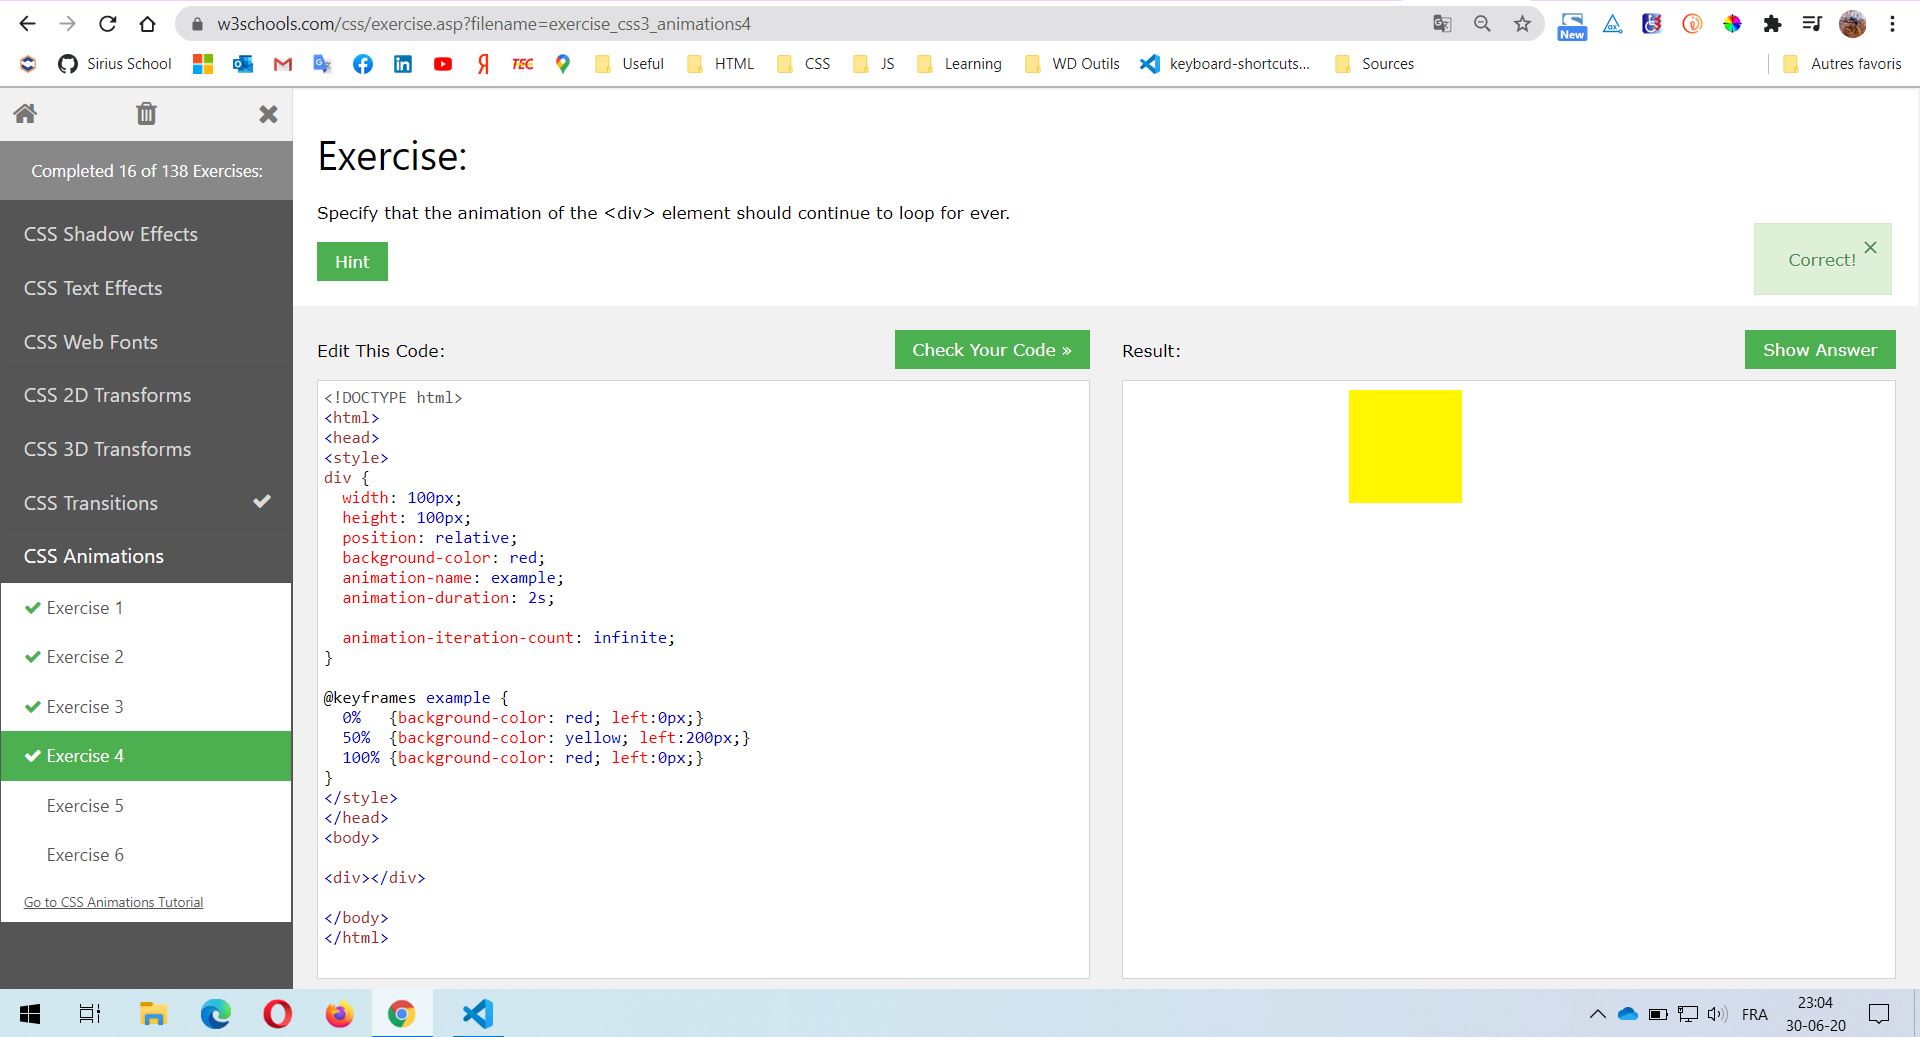 w3schools.com/css/exercise.asp?filename=exercise_css3_animations4
New
Sirius School
TEC
Useful
HTML
CSS
JS
Learning
WD Outils
keyboard-shortcuts...
Sources
Autres favoris
Completed 16 of 138 Exercises:
CSS Shadow Effects
CSS Text Effects
CSS Web Fonts
CSS 2D Transforms
CSS 3D Transforms
CSS Transitions
CSS Animations
Exercise 1
Exercise 2
Exercise 3
Exercise 4
Exercise 5
Exercise 6
Go to CSS Animations Tutorial
Exercise:
Specify that the animation of the <div> element should continue to loop for ever.
Hint
Correct!
Edit This Code:
Check Your Code »
Result:
Show Answer
<!DOCTYPE html>
<html>
<head>
<style>
div {
  width: 100px;
  height: 100px;
  position: relative;
  background-color: red;
  animation-name: example;
  animation-duration: 2s;
  animation-iteration-count: infinite;
}
@keyframes example {
  0%   {background-color: red; left:0px;}
  50%  {background-color: yellow; left:200px;}
  100% {background-color: red; left:0px;}
}
</style>
</head>
<body>
<div></div>
</body>
</html>
FRA
23:04
30-06-20